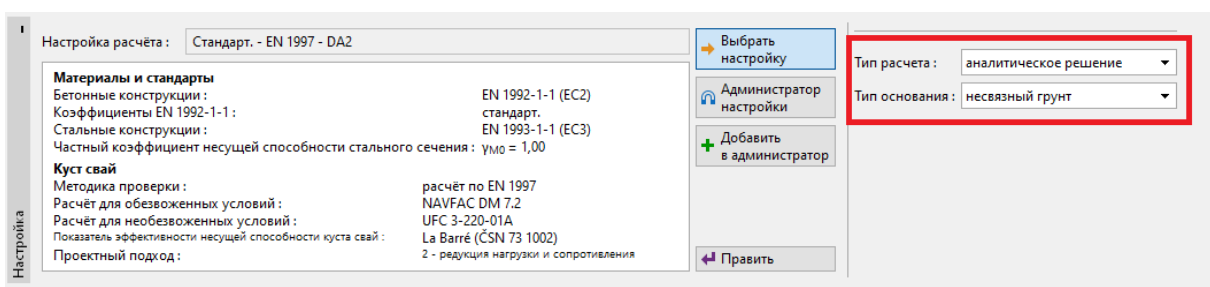 Настройка расчёта :
Стандарт. - EN 1997 - DA2
Материалы и стандарты
Бетонные конструкции : EN 1992-1-1 (EC2)
Коэффициенты EN 1992-1-1 : стандарт.
Стальные конструкции : EN 1993-1-1 (EC3)
Частный коэффициент несущей способности стального сечения : γM0 = 1,00
Куст свай
Методика проверки : расчёт по EN 1997
Расчёт для обезвоженных условий : NAVFAC DM 7.2
Расчёт для необезвоженных условий : UFC 3-220-01A
Показатель эффективности несущей способности куста свай : La Barré (ČSN 73 1002)
Проектный подход : 2 - редукция нагрузки и сопротивления
Выбрать
настройку
Администратор
настройки
Добавить
в администратор
Править
Тип расчета : аналитическое решение
Тип основания : несвязный грунт
Настройка